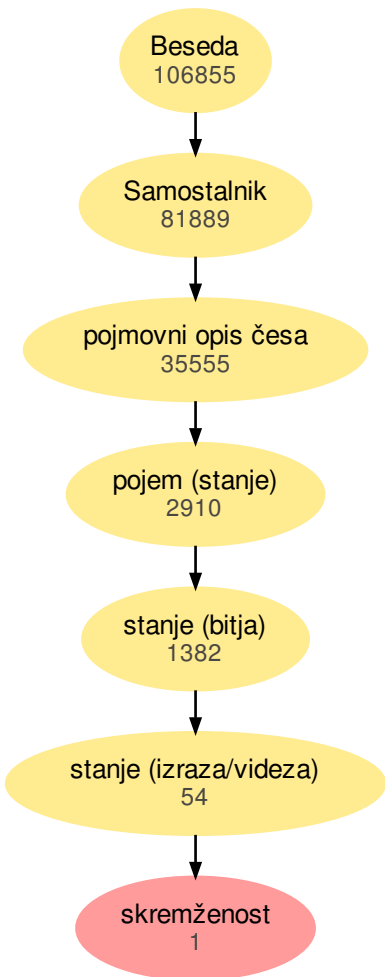 Beseda
106855
Samostalnik
81889
pojmovni opis česa
35555
pojem (stanje)
2910
stanje (bitja)
1382
stanje (izraza/videza)
54
skremženost
1